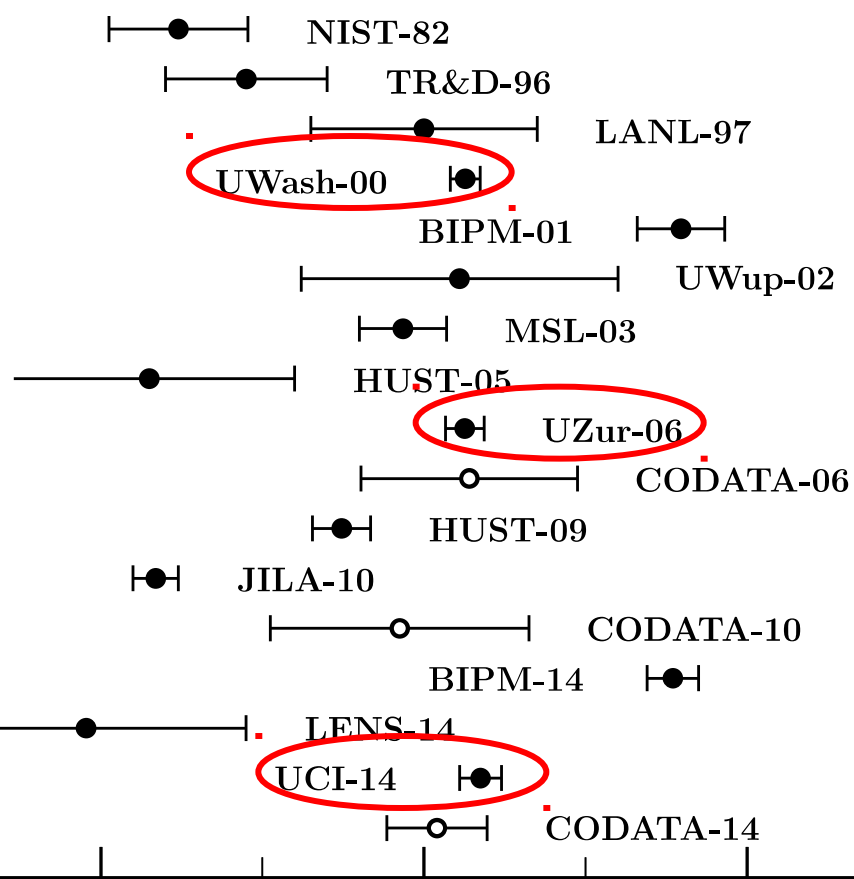 NIST-82
TR&D-96
LANL-97
UWash-00
BIPM-01
UWup-02
MSL-03
HUST-05
UZur-06
CODATA-06
HUST-09
JILA-10
CODATA-10
BIPM-14
LENS-14
UCI-14
CODATA-14